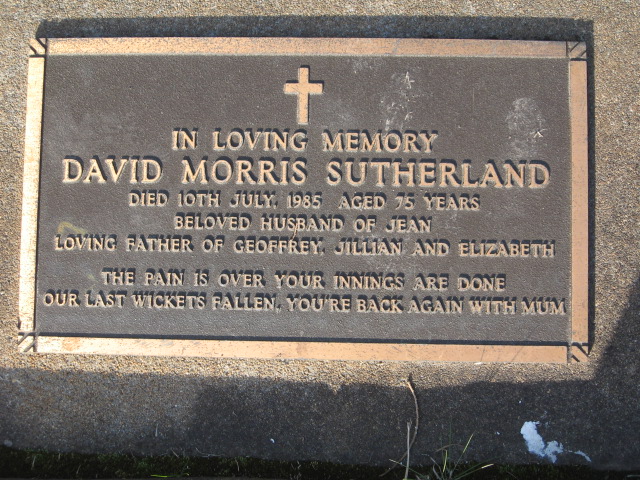 IN LOVING MEMORY
DAVID MORRIS SUTHERLAND
DIED 10TH JULY, 1985 AGED 75 YEARS
BELOVED HUSBAND OF JEAN
LOVING FATHER OF GEOFFREY, JILLIAN AND ELIZABETH
THE PAIN IS OVER YOUR INNINGS ARE DONE
OUR LAST WICKETS FALLEN, YOU'RE BACK AGAIN WITH MUM